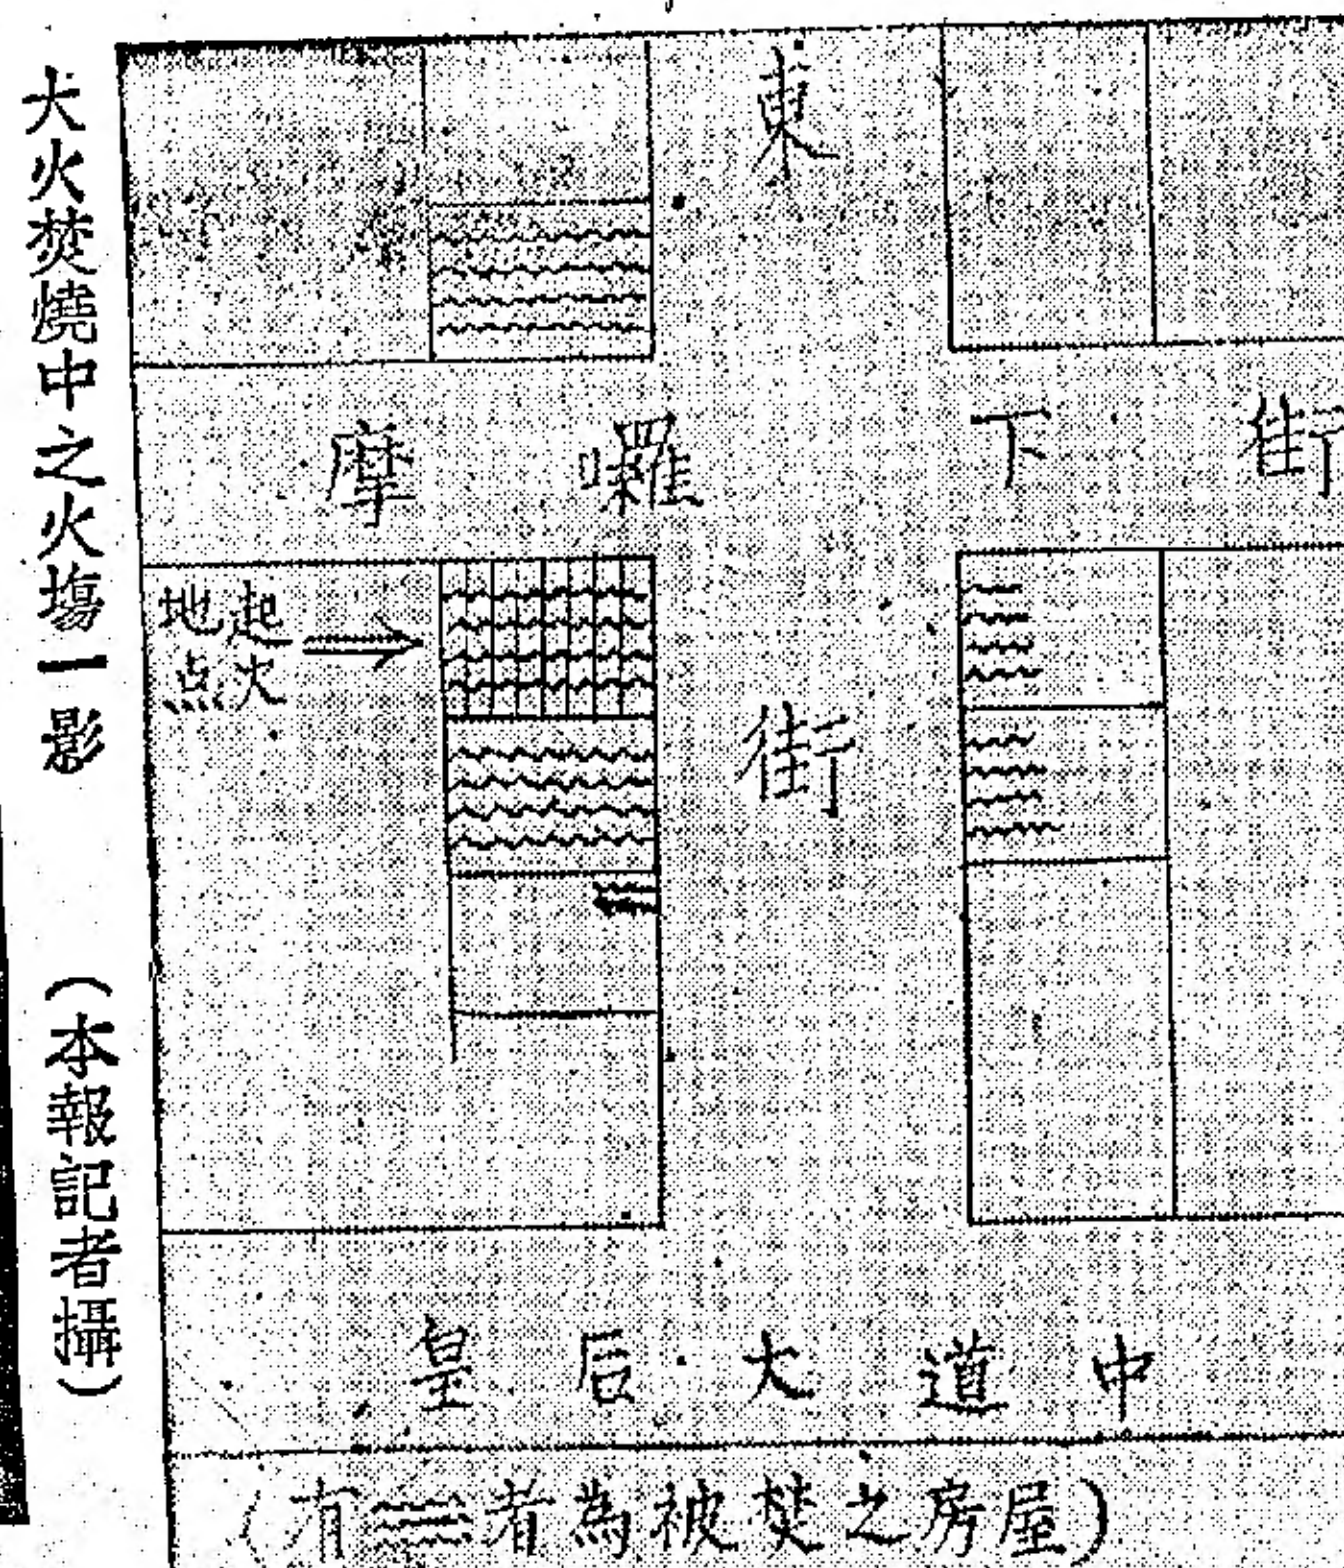 大火焚燒中之火塲一影 (本報記者攝)
東
街
摩囉下街
起火
地点
皇后大道中
(有者為被焚之房屋)